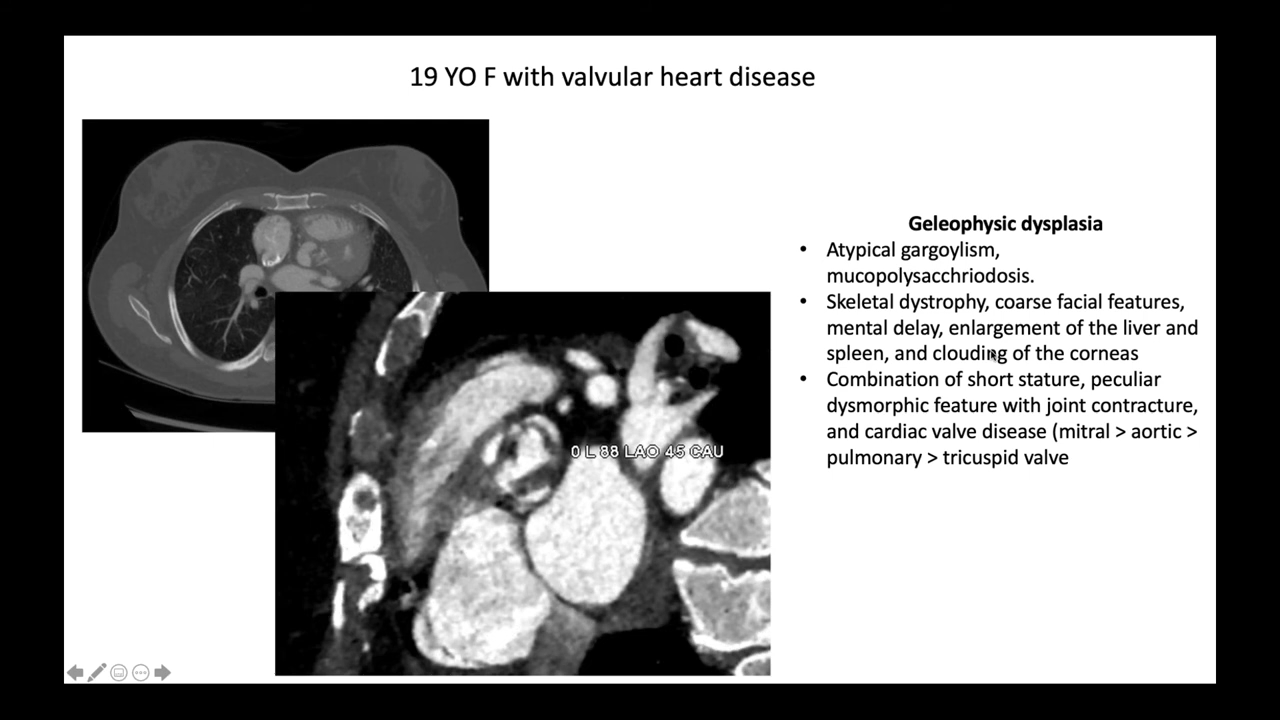 19 YO F with valvular heart disease
0 L 88 LAO 45 CAU
Geleophysic dysplasia
• Atypical gargoylism,
mucopolysacchriodosis.
• Skeletal dystrophy, coarse facial features,
mental delay, enlargement of the liver and
spleen, and clouding of the corneas
• Combination of short stature, peculiar
dysmorphic feature with joint contracture,
and cardiac valve disease (mitral > aortic >
pulmonary > tricuspid valve